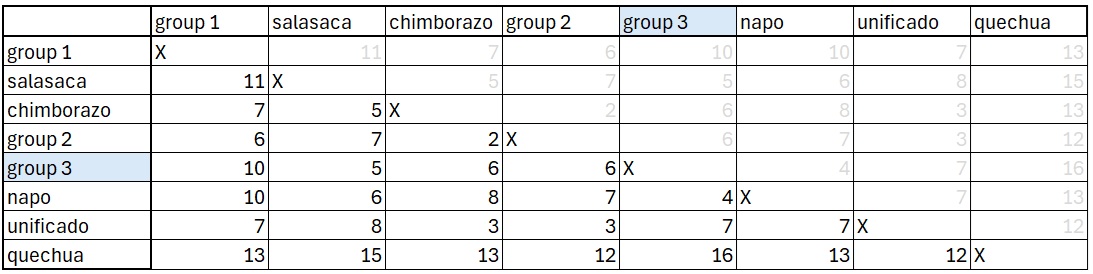 group 1 salasaca chimborazo group 2 group 3 napo unificado quechua
group 1 X 11 7 6 10 10 7 13
salasaca 11 X 5 7 5 6 8 15
chimborazo 7 5 X 2 6 8 3 13
group 2 6 7 2 X 6 7 3 12
group 3 10 5 6 6 X 4 7 16
napo 10 6 8 7 4 X 7 13
unificado 7 8 3 3 7 7 X 12
quechua 13 15 13 12 16 13 12 X